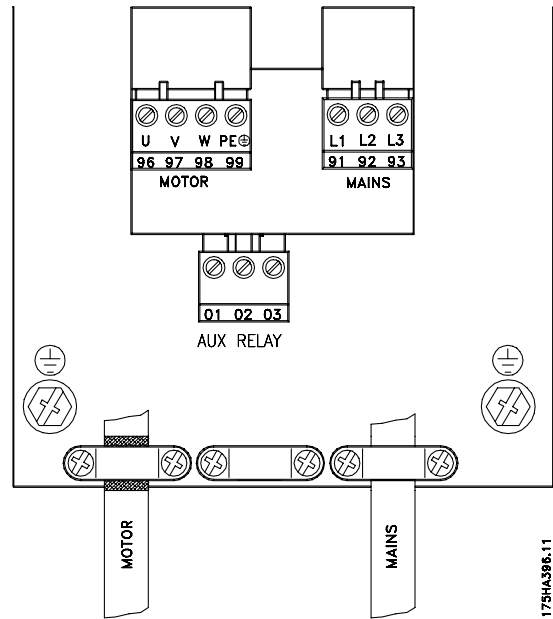 U V W PE
96 97 98 99
MOTOR
L1 L2 L3
91 92 93
MAINS
01 02 03
AUX RELAY
MOTOR
MAINS
175HA396.11